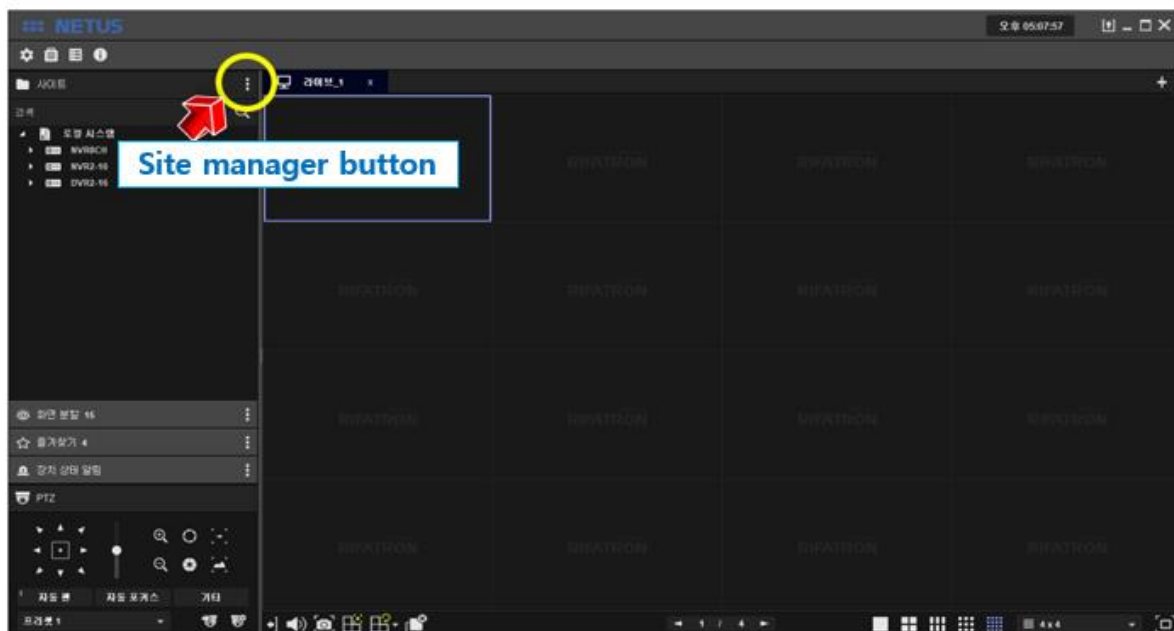 NETUS
오후 05:07:57
사이트
라이브_1
검색
로컬 시스템
NVR8CH
NVR2-16
DVR2-16
Site manager button
RIFATRON RIFATRON RIFATRON
RIFATRON RIFATRON RIFATRON RIFATRON
RIFATRON RIFATRON RIFATRON RIFATRON
RIFATRON RIFATRON RIFATRON RIFATRON
화면 분할 16
즐겨찾기 4
장치 상태 알림
PTZ
자동 팬 자동 포커스 기타
프리셋 1
1 / 4
4x4